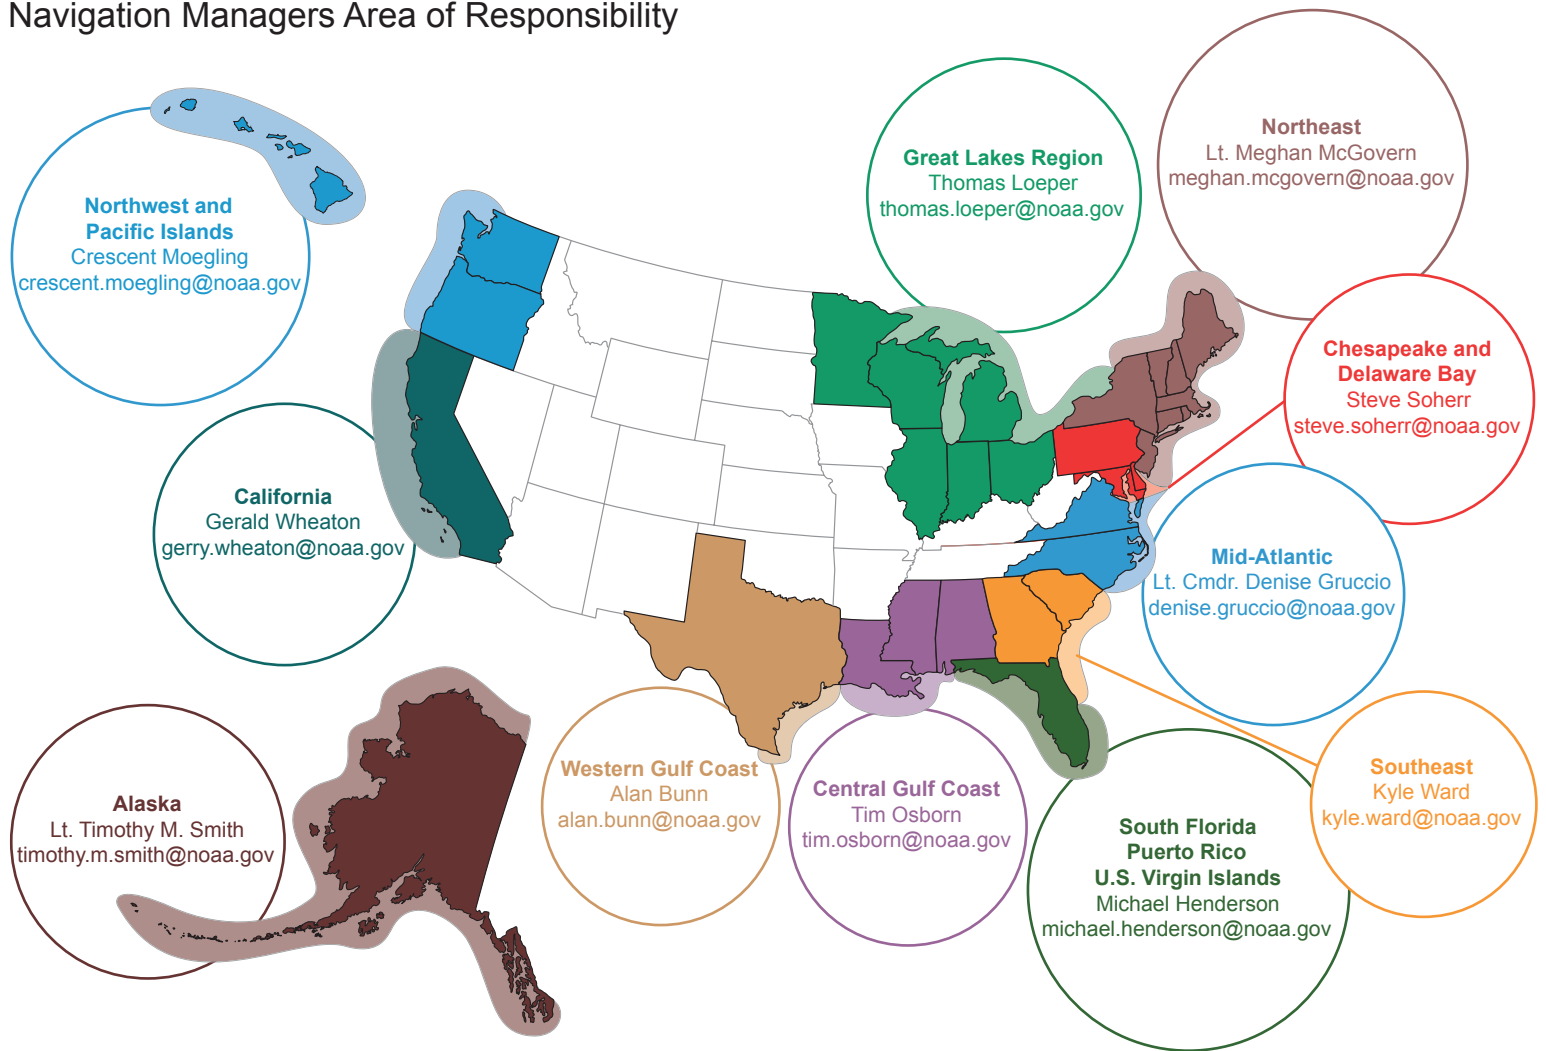 Navigation Managers Area of Responsibility
Northwest and
Pacific Islands
Crescent Moegling
crescent.moegling@noaa.gov
Great Lakes Region
Thomas Loeper
thomas.loeper@noaa.gov
Northeast
Lt. Meghan McGovern
meghan.mcgovern@noaa.gov
Chesapeake and
Delaware Bay
Steve Soherr
steve.soherr@noaa.gov
California
Gerald Wheaton
gerry.wheaton@noaa.gov
Mid-Atlantic
Lt. Cmdr. Denise Gruccio
denise.gruccio@noaa.gov
Alaska
Lt. Timothy M. Smith
timothy.m.smith@noaa.gov
Western Gulf Coast
Alan Bunn
alan.bunn@noaa.gov
Central Gulf Coast
Tim Osborn
tim.osborn@noaa.gov
South Florida
Puerto Rico
U.S. Virgin Islands
Michael Henderson
michael.henderson@noaa.gov
Southeast
Kyle Ward
kyle.ward@noaa.gov